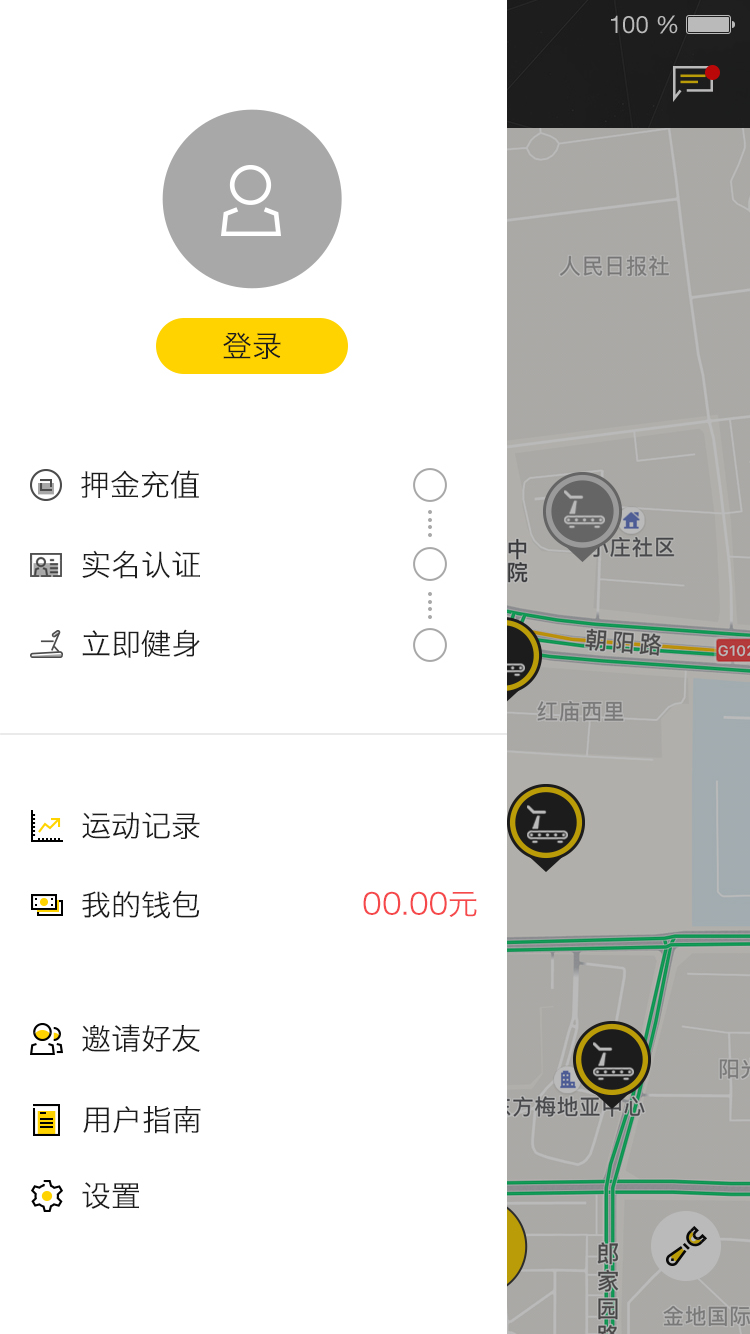 100 %
登录
押金充值
实名认证
立即健身
运动记录
我的钱包
00.00元
邀请好友
用户指南
设置
人民日报社
小庄社区
中
院
朝阳路
G102
红庙西里
阳光
东方梅地亚中心
郎家园路
金地国际